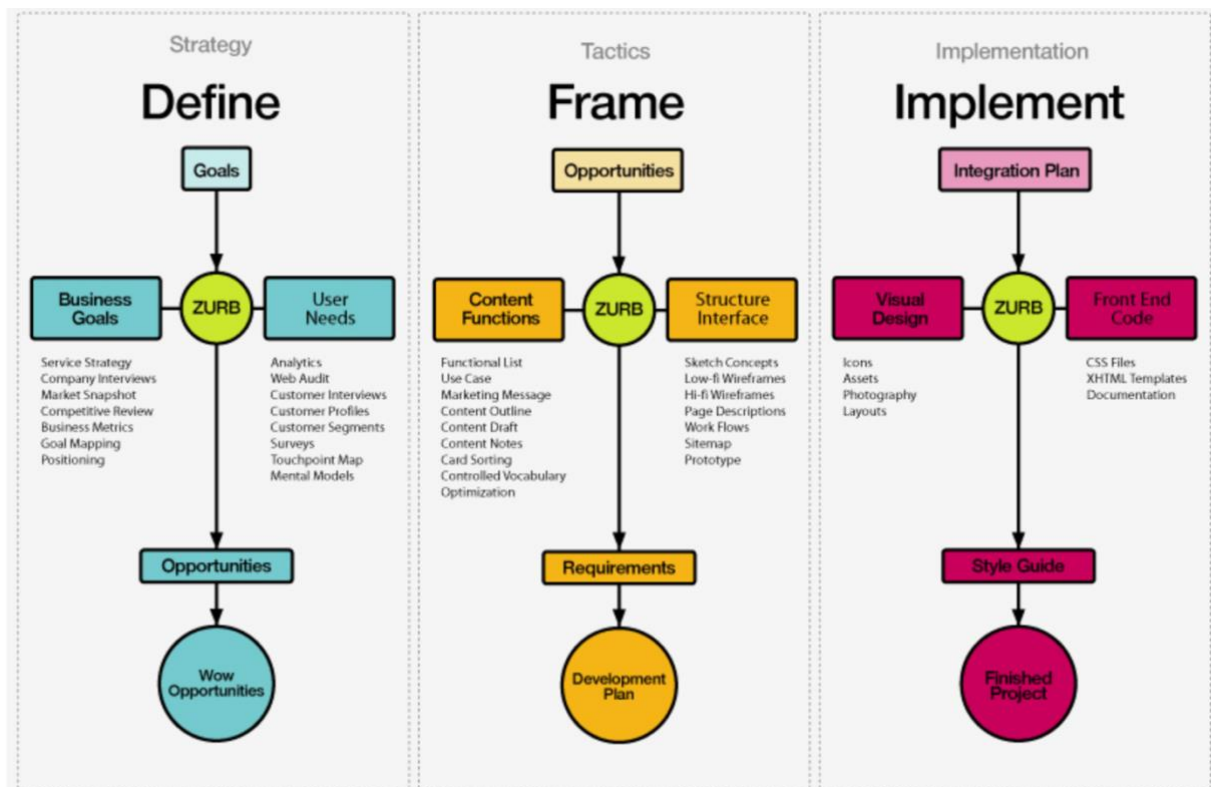 Strategy
Define
Goals
Business
Goals
ZURB
User
Needs
Service Strategy
Company Interviews
Market Snapshot
Competitive Review
Business Metrics
Goal Mapping
Positioning
Analytics
Web Audit
Customer Interviews
Customer Profiles
Customer Segments
Surveys
Touchpoint Map
Mental Models
Opportunities
Wow
Opportunities
Tactics
Frame
Opportunities
Content
Functions
ZURB
Structure
Interface
Functional List
Use Case
Marketing Message
Content Outline
Content Draft
Content Notes
Card Sorting
Controlled Vocabulary
Optimization
Sketch Concepts
Low-fi Wireframes
Hi-fi Wireframes
Page Descriptions
Work Flows
Sitemap
Prototype
Requirements
Development
Plan
Implementation
Implement
Integration Plan
Visual
Design
ZURB
Front End
Code
Icons
Assets
Photography
Layouts
CSS Files
XHTML Templates
Documentation
Style Guide
Finished
Project